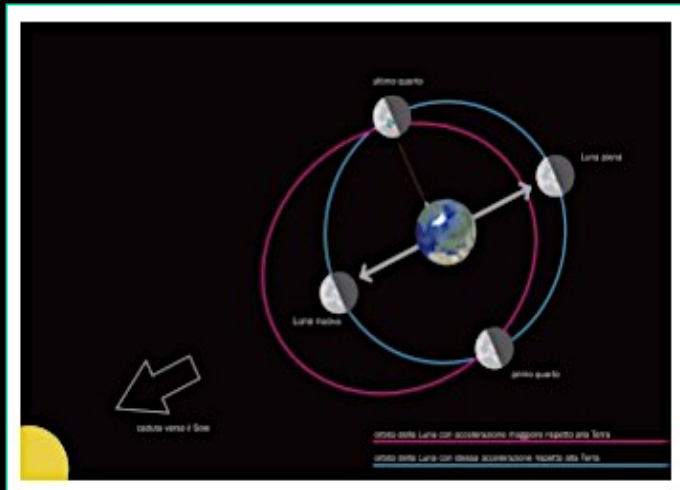 ultimo quarto
Luna piena
Luna nuova
primo quarto
caduta verso il Sole
orbita della Luna con accelerazione maggiore rispetto alla Terra
orbita della Luna con stessa accelerazione rispetto alla Terra